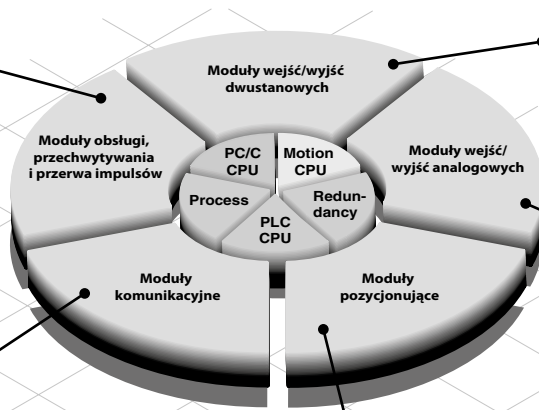 Moduły wejść/wyjść
dwustanowych
Moduły obsługi,
przechwytywania
i przerwa impulsów
PC/C
CPU
Motion
CPU
Moduły wejść/
wyjść analogowych
Process
Redun-
dancy
PLC
CPU
Moduły
komunikacyjne
Moduły
pozycjonujące